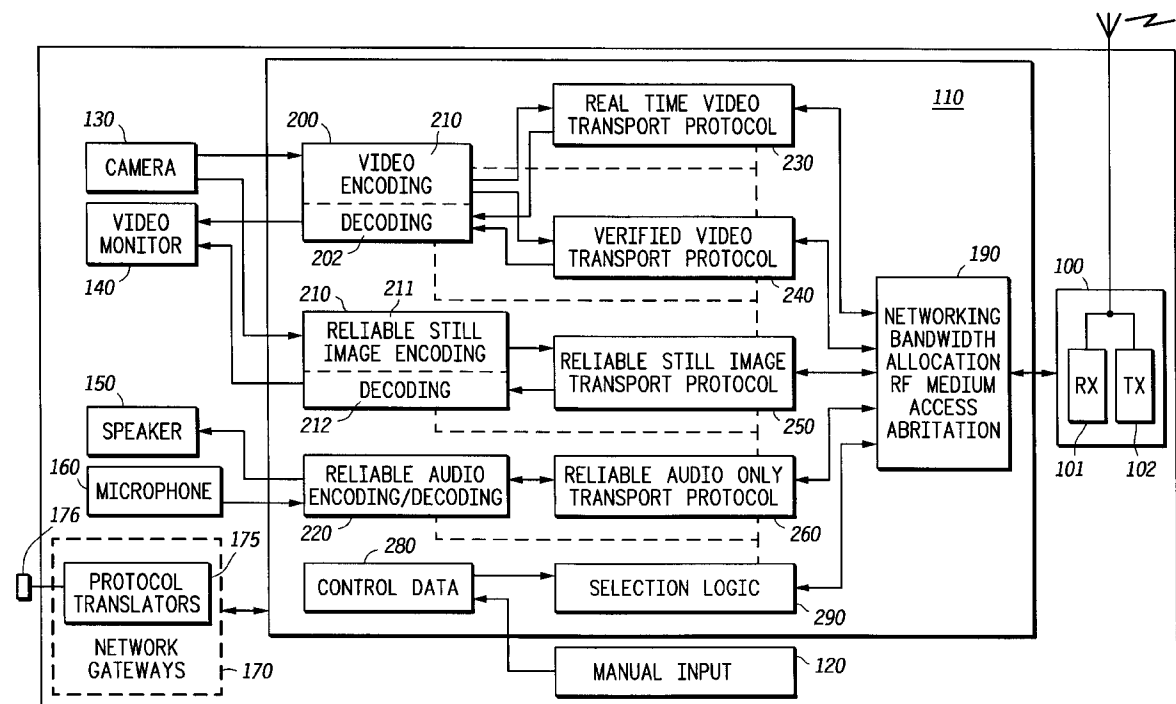 110
130
CAMERA
200
210
VIDEO
ENCODING
DECODING
202
REAL TIME VIDEO
TRANSPORT PROTOCOL
230
VIDEO
MONITOR
140
VERIFIED VIDEO
TRANSPORT PROTOCOL
240
190
NETWORKING
BANDWIDTH
ALLOCATION
RF MEDIUM
ACCESS
ABRITATION
100
RX
TX
101
102
210
211
RELIABLE STILL
IMAGE ENCODING
DECODING
212
RELIABLE STILL IMAGE
TRANSPORT PROTOCOL
250
150
SPEAKER
160
MICROPHONE
RELIABLE AUDIO
ENCODING/DECODING
220
RELIABLE AUDIO ONLY
TRANSPORT PROTOCOL
260
176
175
PROTOCOL
TRANSLATORS
NETWORK
GATEWAYS
170
280
CONTROL DATA
SELECTION LOGIC
290
MANUAL INPUT
120